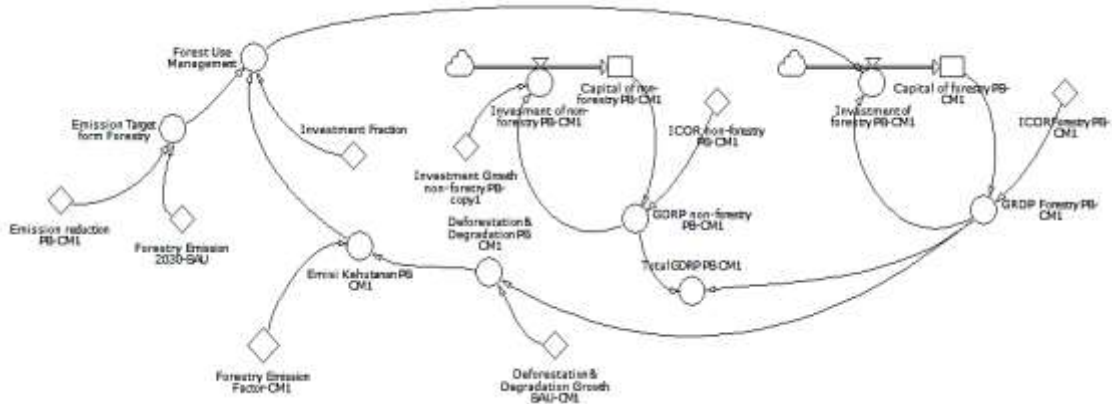 Forest Use
Management
Emission Target
form Forestry
Emission reduction
PB-CM1
Forestry Emission
2030-BAU
Investment Fraction
Emisi Kehutanan PB
CM1
Forestry Emission
Factor-CM1
Capital of non-
forestry PB-CM1
Invesment of non-
forestry PB-CM1
ICOR non-forestry
PB-CM1
Investment Growth
non-foretry PB-
copy1
Deforestation &
Degradation PB
CM1
GDRP non-forestry
PB-CM1
Total GDRP PB CM1
Deforestation &
Degradation Growth
BAU-CM1
Capital of forestry PB
CM1
Investment of
forestry PB-CM1
ICOR Forestry PB-
CM1
GRDP Forestry PB-
CM1